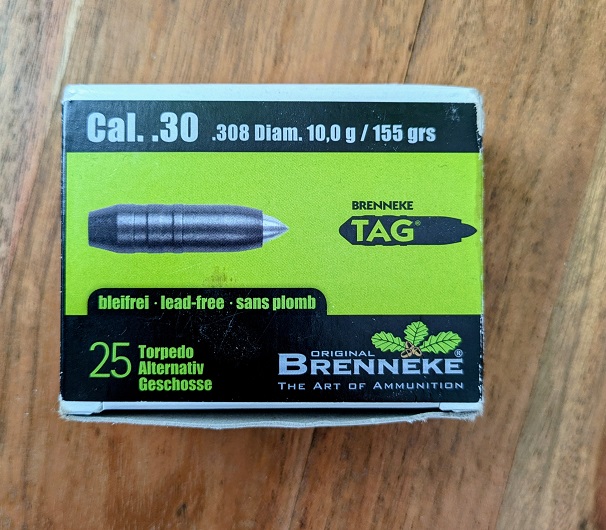 Cal. .30 .308 Diam. 10,0 g / 155 grs
BRENNEKE
TAG®
bleifrei · lead-free · sans plomb
25 Torpedo
Alternativ
Geschosse
ORIGINAL
BRENNEKE®
THE ART OF AMMUNITION